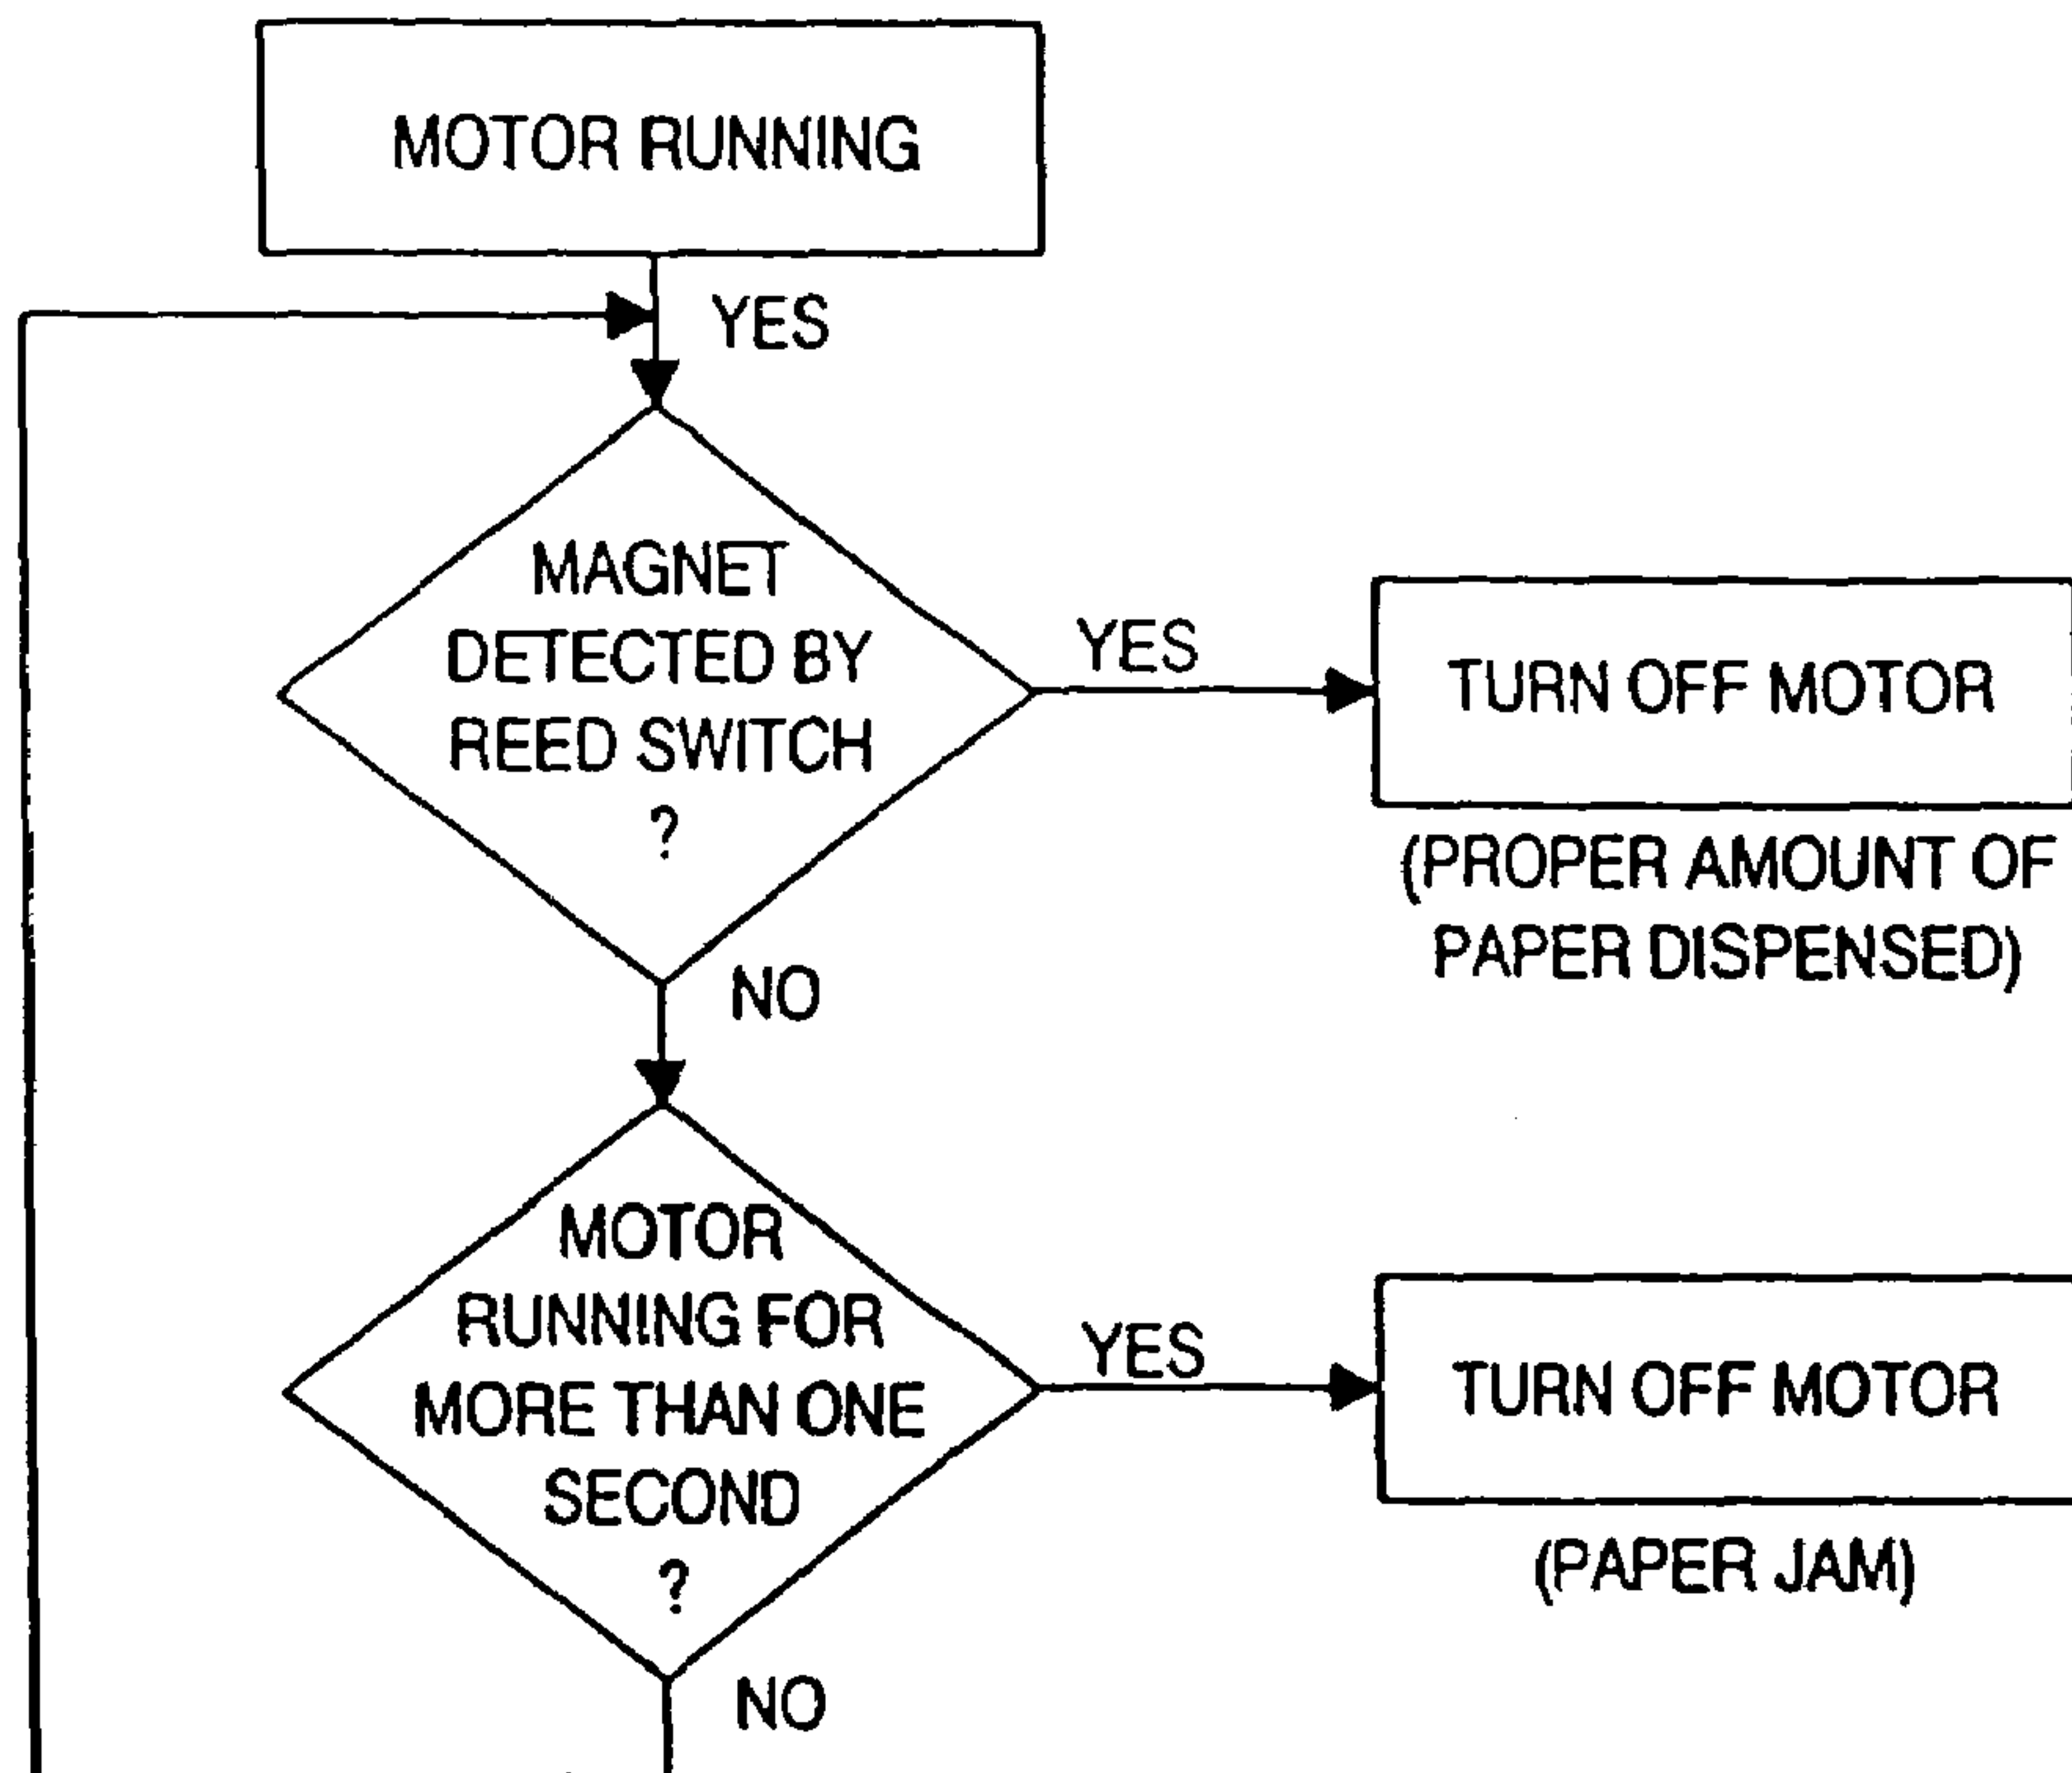 MOTOR RUNNING
YES
MAGNET
DETECTED BY
REED SWITCH
?
YES
TURN OFF MOTOR
(PROPER AMOUNT OF
PAPER DISPENSED)
NO
MOTOR
RUNNING FOR
MORE THAN ONE
SECOND
?
YES
TURN OFF MOTOR
(PAPER JAM)
NO